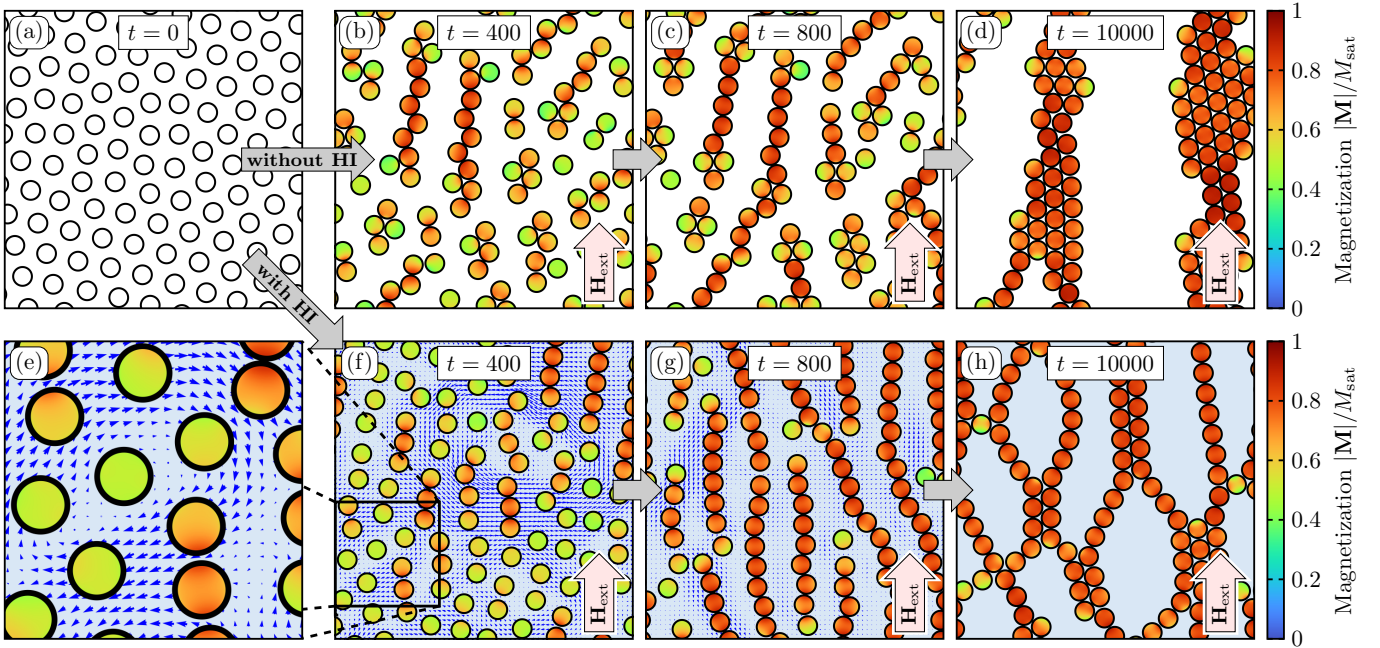 (a)
t = 0
without HI
(b)
t = 400
H_ext
(c)
t = 800
H_ext
(d)
t = 10000
H_ext
1
0.8
0.6
0.4
0.2
0
Magnetization |M|/M_sat
with HI
(e)
(f)
t = 400
H_ext
(g)
t = 800
H_ext
(h)
t = 10000
H_ext
1
0.8
0.6
0.4
0.2
0
Magnetization |M|/M_sat